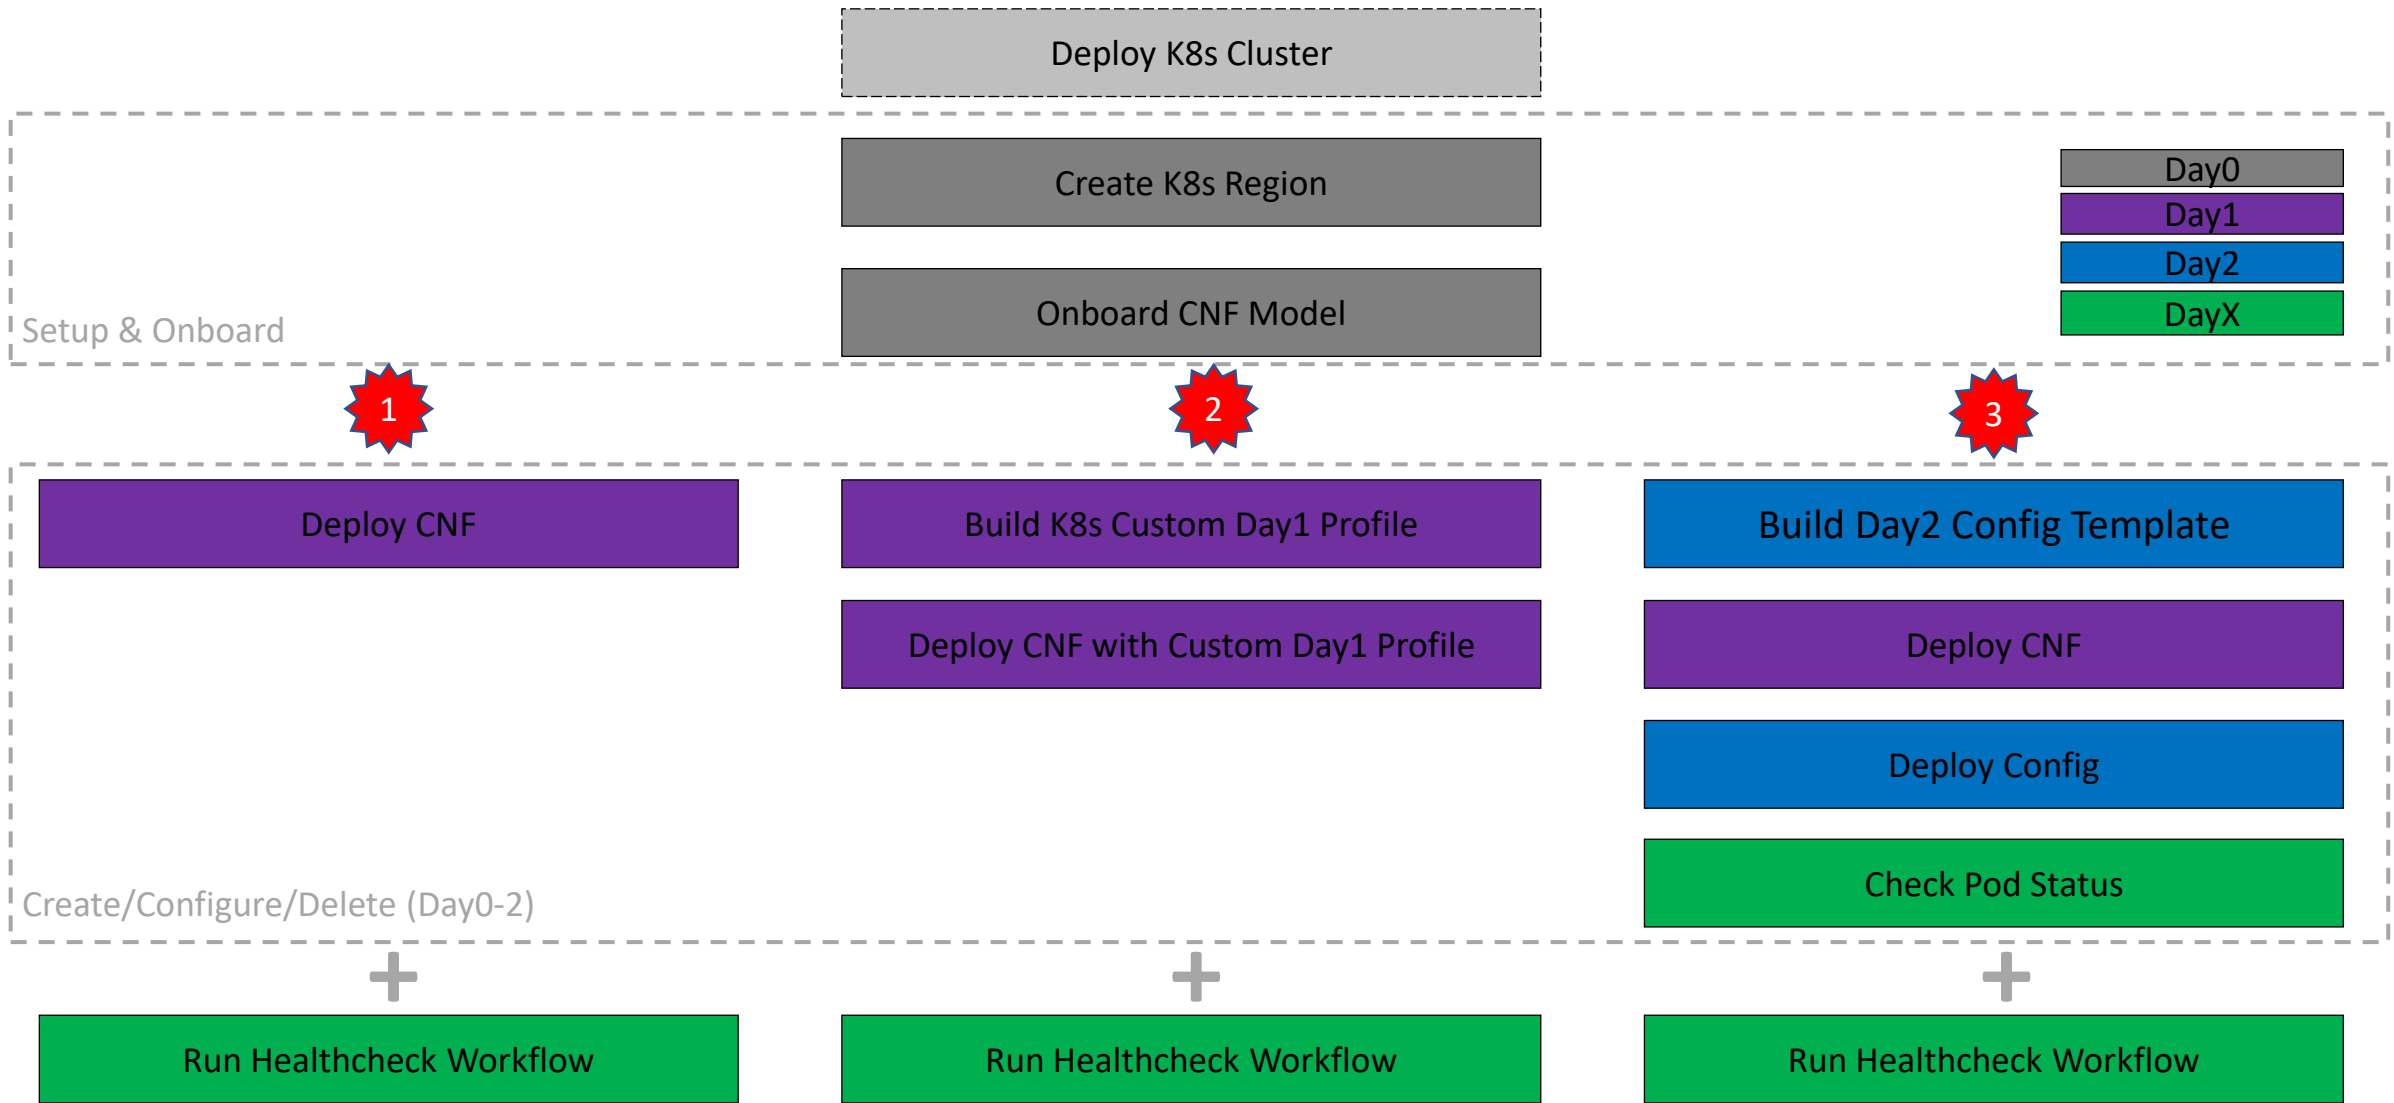 Deploy K8s Cluster
Create K8s Region
Onboard CNF Model
Setup & Onboard
Day0
Day1
Day2
DayX
1
2
3
Deploy CNF
Build K8s Custom Day1 Profile
Build Day2 Config Template
Deploy CNF with Custom Day1 Profile
Deploy CNF
Deploy Config
Check Pod Status
Create/Configure/Delete (Day0-2)
Run Healthcheck Workflow
Run Healthcheck Workflow
Run Healthcheck Workflow